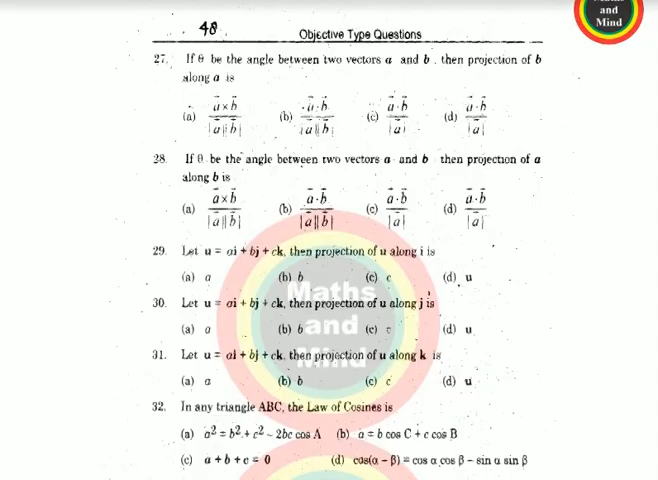 and
Mind
48
Objective Type Questions
27. If θ be the angle between two vectors a and b . then projection of b
along a is
(a) a⃗ × b⃗ / |a⃗||b⃗| (b) a⃗ · b⃗ / |a⃗||b⃗| (c) a⃗ · b⃗ / |a⃗| (d) a⃗ · b⃗ / |a⃗|
28. If θ be the angle between two vectors a and b then projection of a
along b is
(a) a⃗ × b⃗ / |a⃗||b⃗| (b) a⃗ · b⃗ / |a⃗||b⃗| (c) a⃗ · b⃗ / |a⃗| (d) a⃗ · b⃗ / |a⃗|
29. Let u = ai + bj + ck, then projection of u along i is
(a) a (b) b (c) c (d) u
30. Let u = ai + bj + ck, then projection of u along j is
(a) a (b) b (c) c (d) u
31. Let u = ai + bj + ck, then projection of u along k is
(a) a (b) b (c) c (d) u
32. In any triangle ABC, the Law of Cosines is
(a) a² = b² + c² - 2bc cos A (b) a = b cos C + c cos B
(c) a + b + c = 0 (d) cos(α - β) = cos α cos β - sin α sin β
Maths
and
Mind